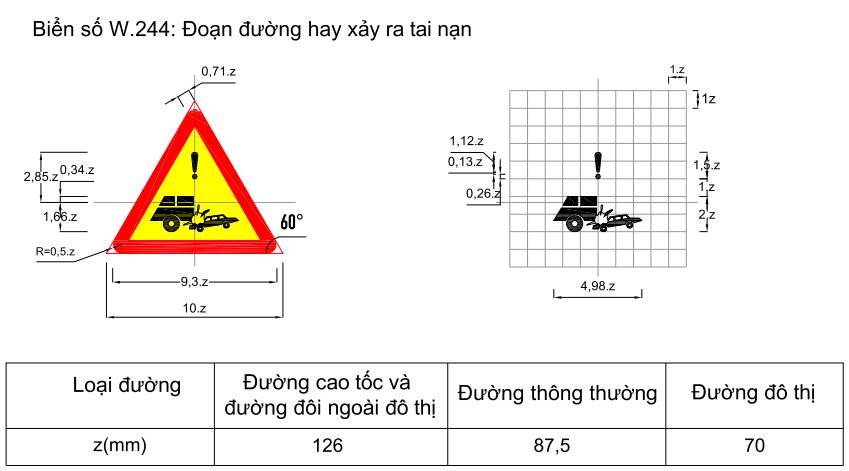 Biển số W.244: Đoạn đường hay xảy ra tai nạn
0,71.z
2,85.z
0,34.z
1,66.z
60°
R=0,5.z
9,3.z
10.z
1.z
1z
1,12.z
0,13.z
0,26.z
1,5.z
1.z
2.z
4,98.z
Loại đường
Đường cao tốc và
đường đôi ngoài đô thị
Đường thông thường
Đường đô thị
z(mm)
126
87,5
70